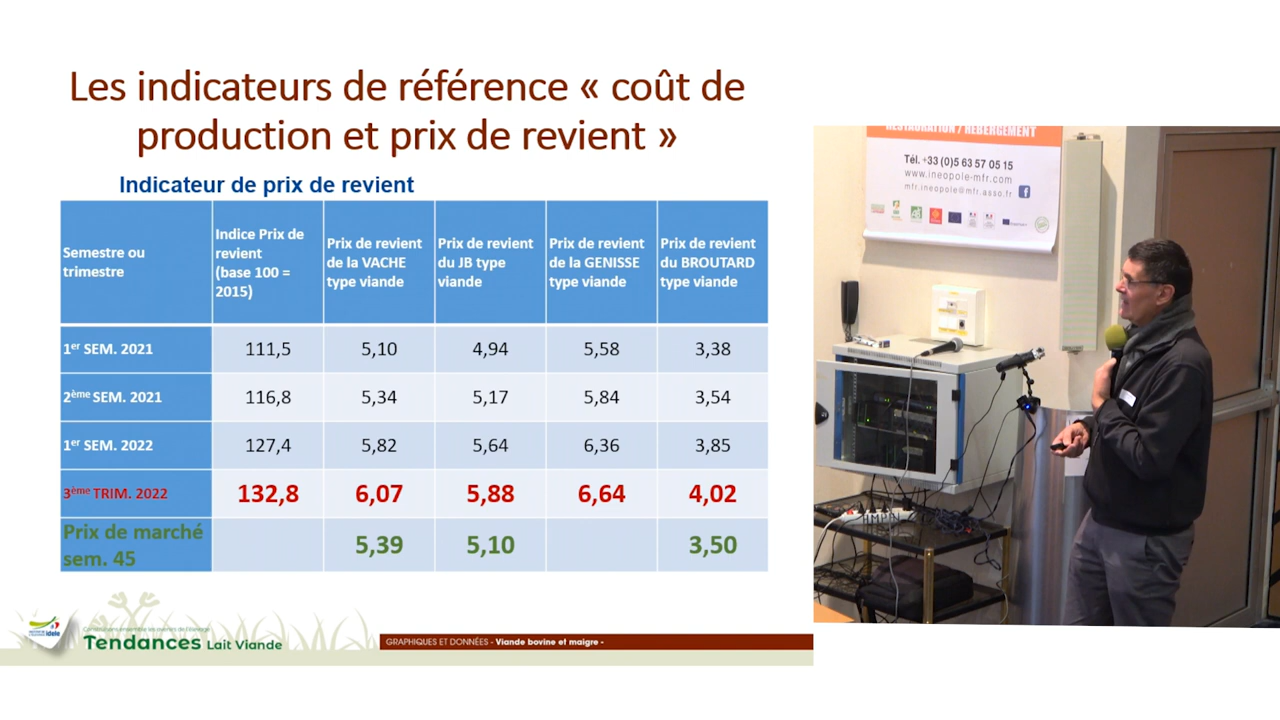 Les indicateurs de référence « coût de
production et prix de revient »
Indicateur de prix de revient
Semestre ou
trimestre
Indice Prix de
revient
(base 100 =
2015)
Prix de revient
de la VACHE
type viande
Prix de revient
du JB type
viande
Prix de revient
de la GENISSE
type viande
Prix de revient
du BROUTARD
type viande
1er SEM. 2021 111,5 5,10 4,94 5,58 3,38
2ème SEM. 2021 116,8 5,34 5,17 5,84 3,54
1er SEM. 2022 127,4 5,82 5,64 6,36 3,85
3ème TRIM. 2022 132,8 6,07 5,88 6,64 4,02
Prix de marché
sem. 45 5,39 5,10 3,50
idele
Tendances Lait Viande
GRAPHIQUES ET DONNÉES - Viande bovine et maigre -
RESTAURATION / HÉBERGEMENT
Tél. +33 (0)5 63 57 05 15
www.ineopole-mfr.com
mfr.ineopole@mfr.asso.fr